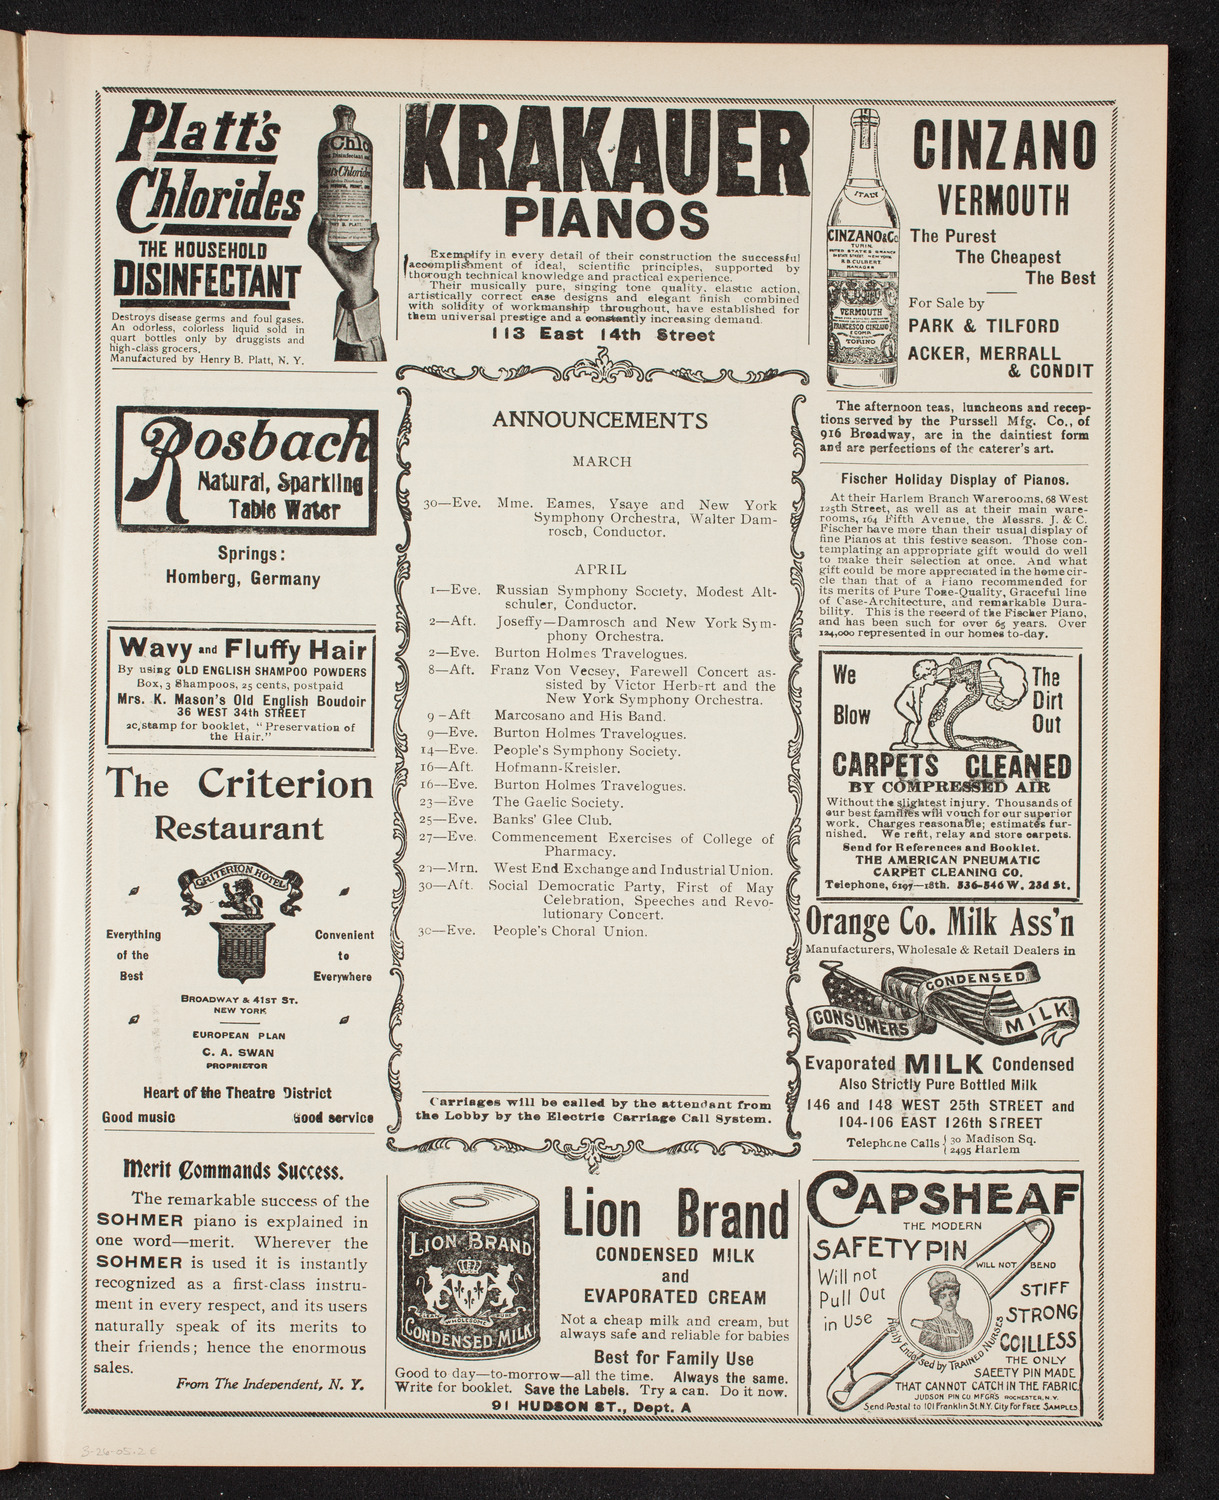 Platt's
Chlorides
THE HOUSEHOLD
DISINFECTANT
Destroys disease germs and foul gases.
An odorless, colorless liquid sold in
quart bottles only by druggists and
high-class grocers.
Manufactured by Henry B. Platt, N. Y.
Rosbach
Natural, Sparkling
Table Water
Springs:
Homberg, Germany
Wavy and Fluffy Hair
By using OLD ENGLISH SHAMPOO POWDERS
Box, 3 Shampoos, 25 cents, postpaid
Mrs. K. Mason's Old English Boudoir
36 WEST 34th STREET
2c. stamp for booklet, "Preservation of
the Hair."
The Criterion
Restaurant
CRITERION HOTEL
Everything
of the
Best
Convenient
to
Everywhere
BROADWAY & 41ST ST.
NEW YORK
EUROPEAN PLAN
C. A. SWAN
PROPRIETOR
Heart of the Theatre District
Good music Good service
Merit Commands Success.
The remarkable success of the
SOHMER piano is explained in
one word—merit. Wherever the
SOHMER is used it is instantly
recognized as a first-class instru-
ment in every respect, and its users
naturally speak of its merits to
their friends; hence the enormous
sales.
From The Independent, N. Y.
KRAKAUER
PIANOS
Exemplify in every detail of their construction the successful
accomplishment of ideal, scientific principles, supported by
thorough technical knowledge and practical experience.
Their musically pure, singing tone quality, elastic action,
artistically correct case designs and elegant finish combined
with solidity of workmanship throughout, have established for
them universal prestige and a constantly increasing demand.
113 East 14th Street
ANNOUNCEMENTS
MARCH
30—Eve. Mme. Eames, Ysaye and New York
Symphony Orchestra, Walter Dam-
rosch, Conductor.
APRIL
1—Eve. Russian Symphony Society, Modest Alt-
schuler, Conductor.
2—Aft. Joseffy—Damrosch and New York Sym-
phony Orchestra.
2—Eve. Burton Holmes Travelogues.
8—Aft. Franz Von Vecsey, Farewell Concert as-
sisted by Victor Herbert and the
New York Symphony Orchestra.
9—Aft Marcosano and His Band.
9—Eve. Burton Holmes Travelogues.
14—Eve. People's Symphony Society.
16—Aft. Hofmann-Kreisler.
16—Eve. Burton Holmes Travelogues.
23—Eve The Gaelic Society.
25—Eve. Banks' Glee Club.
27—Eve. Commencement Exercises of College of
Pharmacy.
Mrn. West End Exchange and Industrial Union.
30—Aft. Social Democratic Party, First of May
Celebration, Speeches and Revo-
lutionary Concert.
30—Eve. People's Choral Union.
Carriages will be called by the attendant from
the Lobby by the Electric Carriage Call System.
LION BRAND
CONDENSED MILK
Lion Brand
CONDENSED MILK
and
EVAPORATED CREAM
Not a cheap milk and cream, but
always safe and reliable for babies
Best for Family Use
Good to day—to-morrow—all the time. Always the same.
Write for booklet. Save the Labels. Try a can. Do it now.
91 HUDSON ST., Dept. A
CINZANO
VERMOUTH
ITALY
CINZANO & Co
TURIN
VERMOUTH
FRANCESCO CINZANO
TORINO
The Purest
The Cheapest
The Best
For Sale by
PARK & TILFORD
ACKER, MERRALL
& CONDIT
The afternoon teas, luncheons and recep-
tions served by the Purssell Mfg. Co., of
916 Broadway, are in the daintiest form
and are perfections of the caterer's art.
Fischer Holiday Display of Pianos.
At their Harlem Branch Warerooms, 68 West
125th Street, as well as at their main ware-
rooms, 164 Fifth Avenue, the Messrs. J. & C.
Fischer have more than their usual display of
fine Pianos at this festive season. Those con-
templating an appropriate gift would do well
to make their selection at once. And what
gift could be more appreciated in the home cir-
cle than that of a Piano recommended for
its merits of Pure Tone-Quality, Graceful line
of Case-Architecture, and remarkable Dura-
bility. This is the record of the Fischer Piano,
and has been such for over 65 years. Over
124,000 represented in our homes to-day.
We
Blow
The
Dirt
Out
CARPETS CLEANED
BY COMPRESSED AIR
Without the slightest injury. Thousands of
our best families will vouch for our superior
work. Charges reasonable; estimates fur-
nished. We refit, relay and store carpets.
Send for References and Booklet.
THE AMERICAN PNEUMATIC
CARPET CLEANING CO.
Telephone, 6197—18th. 536-546 W. 23d St.
Orange Co. Milk Ass'n
Manufacturers, Wholesale & Retail Dealers in
CONSUMERS CONDENSED MILK
Evaporated MILK Condensed
Also Strictly Pure Bottled Milk
146 and 148 WEST 25th STREET and
104-106 EAST 126th STREET
Telephone Calls { 30 Madison Sq.
{ 2495 Harlem
CAPSHEAF
THE MODERN
SAFETY PIN
WILL NOT BEND
Will not
Pull Out
in Use
STIFF
STRONG
COILLESS
Highly Endorsed by TRAINED NURSES
THE ONLY
SAFETY PIN MADE
THAT CANNOT CATCH IN THE FABRIC.
JUDSON PIN CO MFGRS ROCHESTER, N.Y.
Send Postal to 101 Franklin St. N.Y. City for FREE SAMPLES
3-26-05.2 E